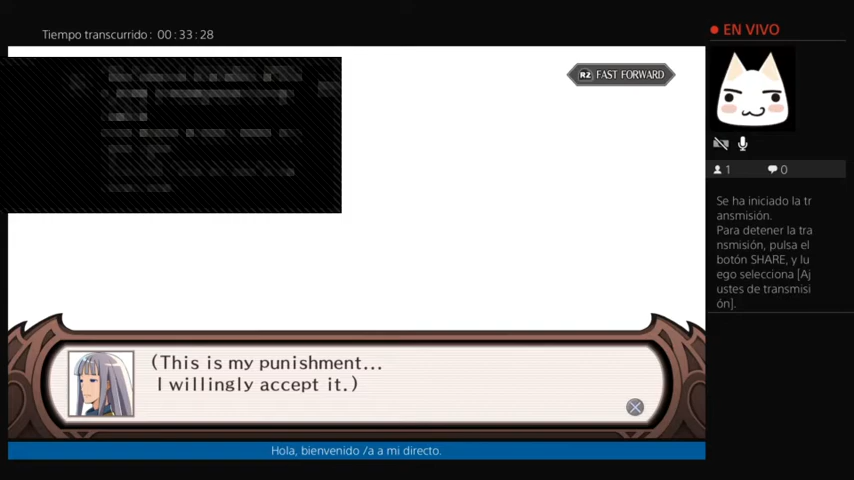 Tiempo transcurrido: 00:33:28
EN VIVO
R2 FAST FORWARD
1 0
Se ha iniciado la tr
ansmisión.
Para detener la tra
nsmisión, pulsa el
botón SHARE, y lu
ego selecciona [Aj
ustes de transmisi
ón].
(This is my punishment...
I willingly accept it.)
Hola, bienvenido /a a mi directo.